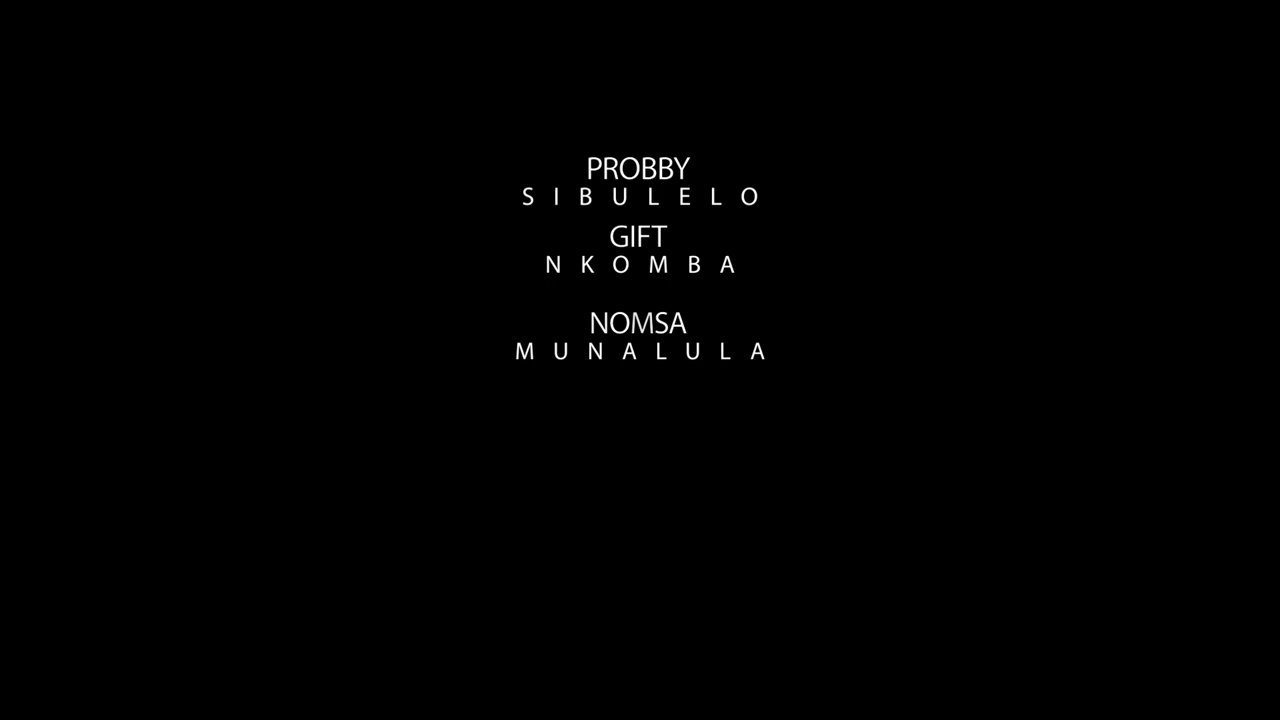 PROBBY
SIBULELO
GIFT
NKOMBA
NOMSA
MUNALULA